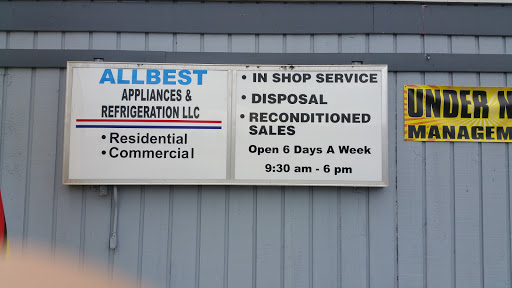 ALLBEST
APPLIANCES &
REFRIGERATION LLC
• Residential
• Commercial
• IN SHOP SERVICE
• DISPOSAL
• RECONDITIONED
SALES
Open 6 Days A Week
9:30 am - 6 pm
UNDER
MANAGEM